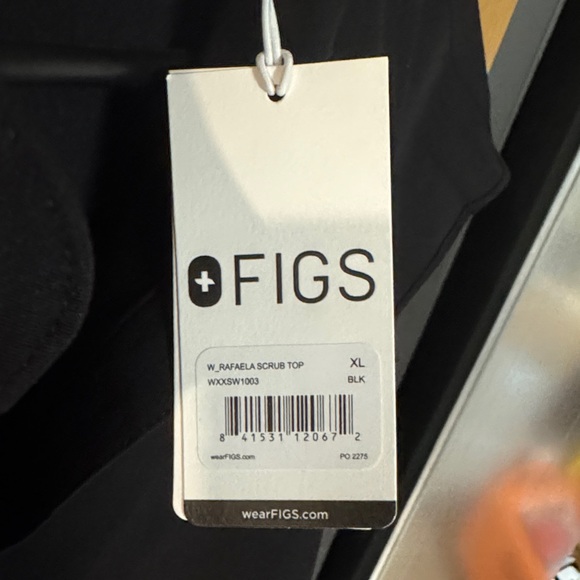 FIGS
W_RAFAELA SCRUB TOP XL
WXXSW1003 BLK
8 41531 12067 2
wearFIGS.com PO 2275
wearFIGS.com